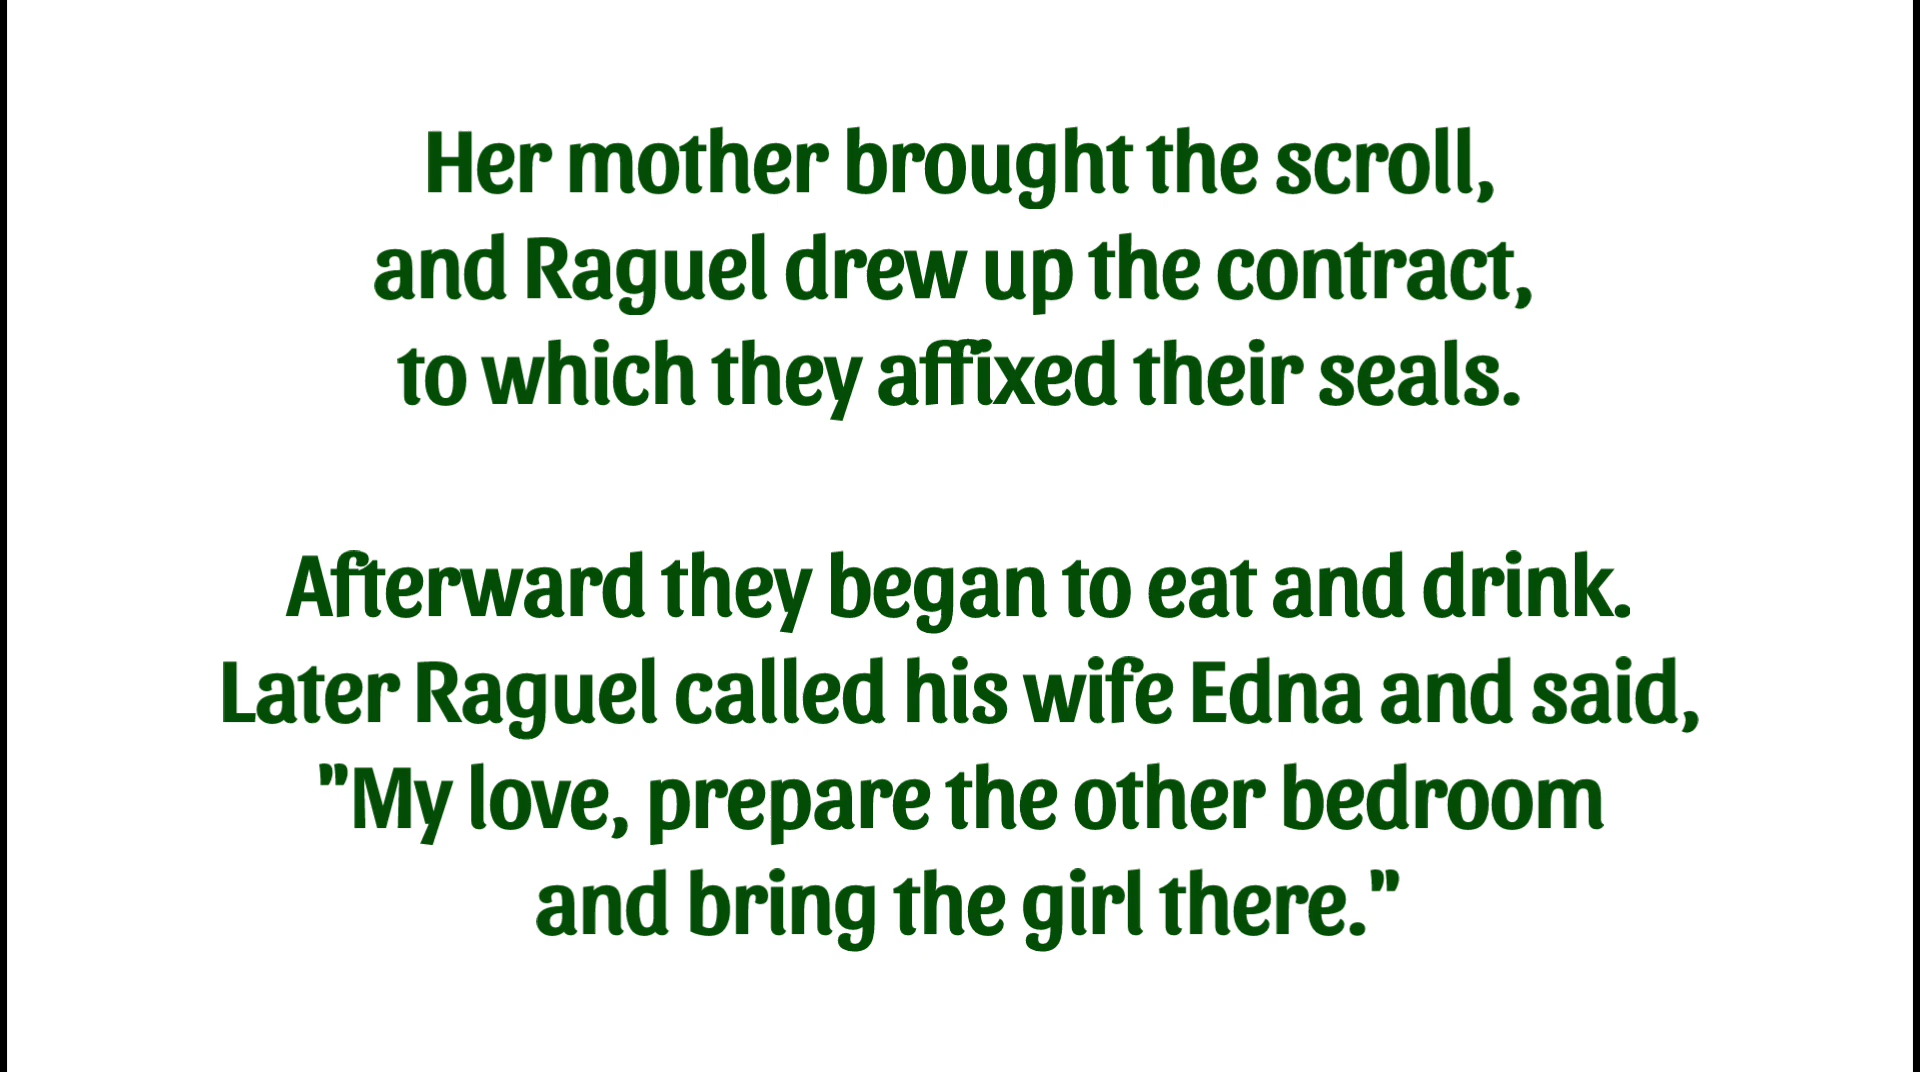 Her mother brought the scroll,
and Raguel drew up the contract,
to which they affixed their seals.
Afterward they began to eat and drink.
Later Raguel called his wife Edna and said,
"My love, prepare the other bedroom
and bring the girl there."